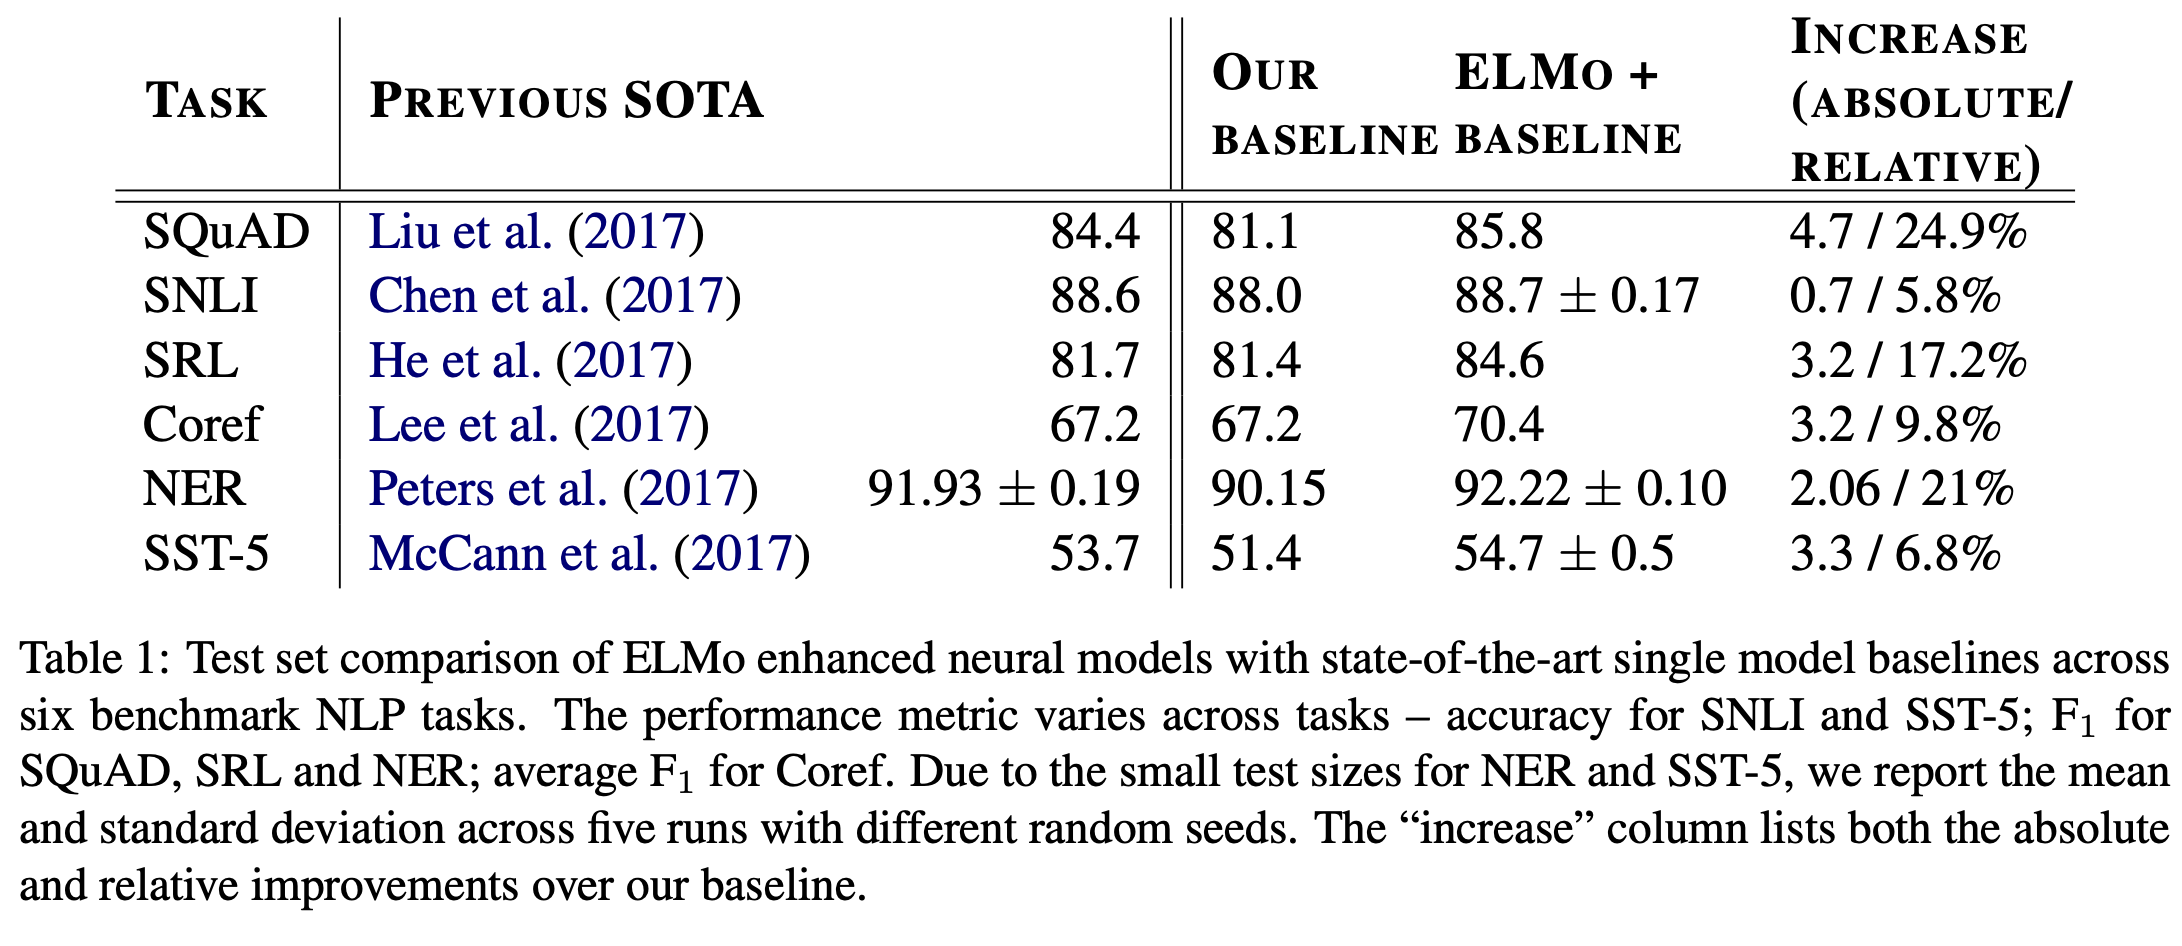 TASK PREVIOUS SOTA OUR BASELINE ELMO + BASELINE INCREASE (ABSOLUTE/ RELATIVE)
SQuAD Liu et al. (2017) 84.4 81.1 85.8 4.7 / 24.9%
SNLI Chen et al. (2017) 88.6 88.0 88.7 ± 0.17 0.7 / 5.8%
SRL He et al. (2017) 81.7 81.4 84.6 3.2 / 17.2%
Coref Lee et al. (2017) 67.2 67.2 70.4 3.2 / 9.8%
NER Peters et al. (2017) 91.93 ± 0.19 90.15 92.22 ± 0.10 2.06 / 21%
SST-5 McCann et al. (2017) 53.7 51.4 54.7 ± 0.5 3.3 / 6.8%
Table 1: Test set comparison of ELMo enhanced neural models with state-of-the-art single model baselines across
six benchmark NLP tasks. The performance metric varies across tasks – accuracy for SNLI and SST-5; F₁ for
SQuAD, SRL and NER; average F₁ for Coref. Due to the small test sizes for NER and SST-5, we report the mean
and standard deviation across five runs with different random seeds. The “increase” column lists both the absolute
and relative improvements over our baseline.